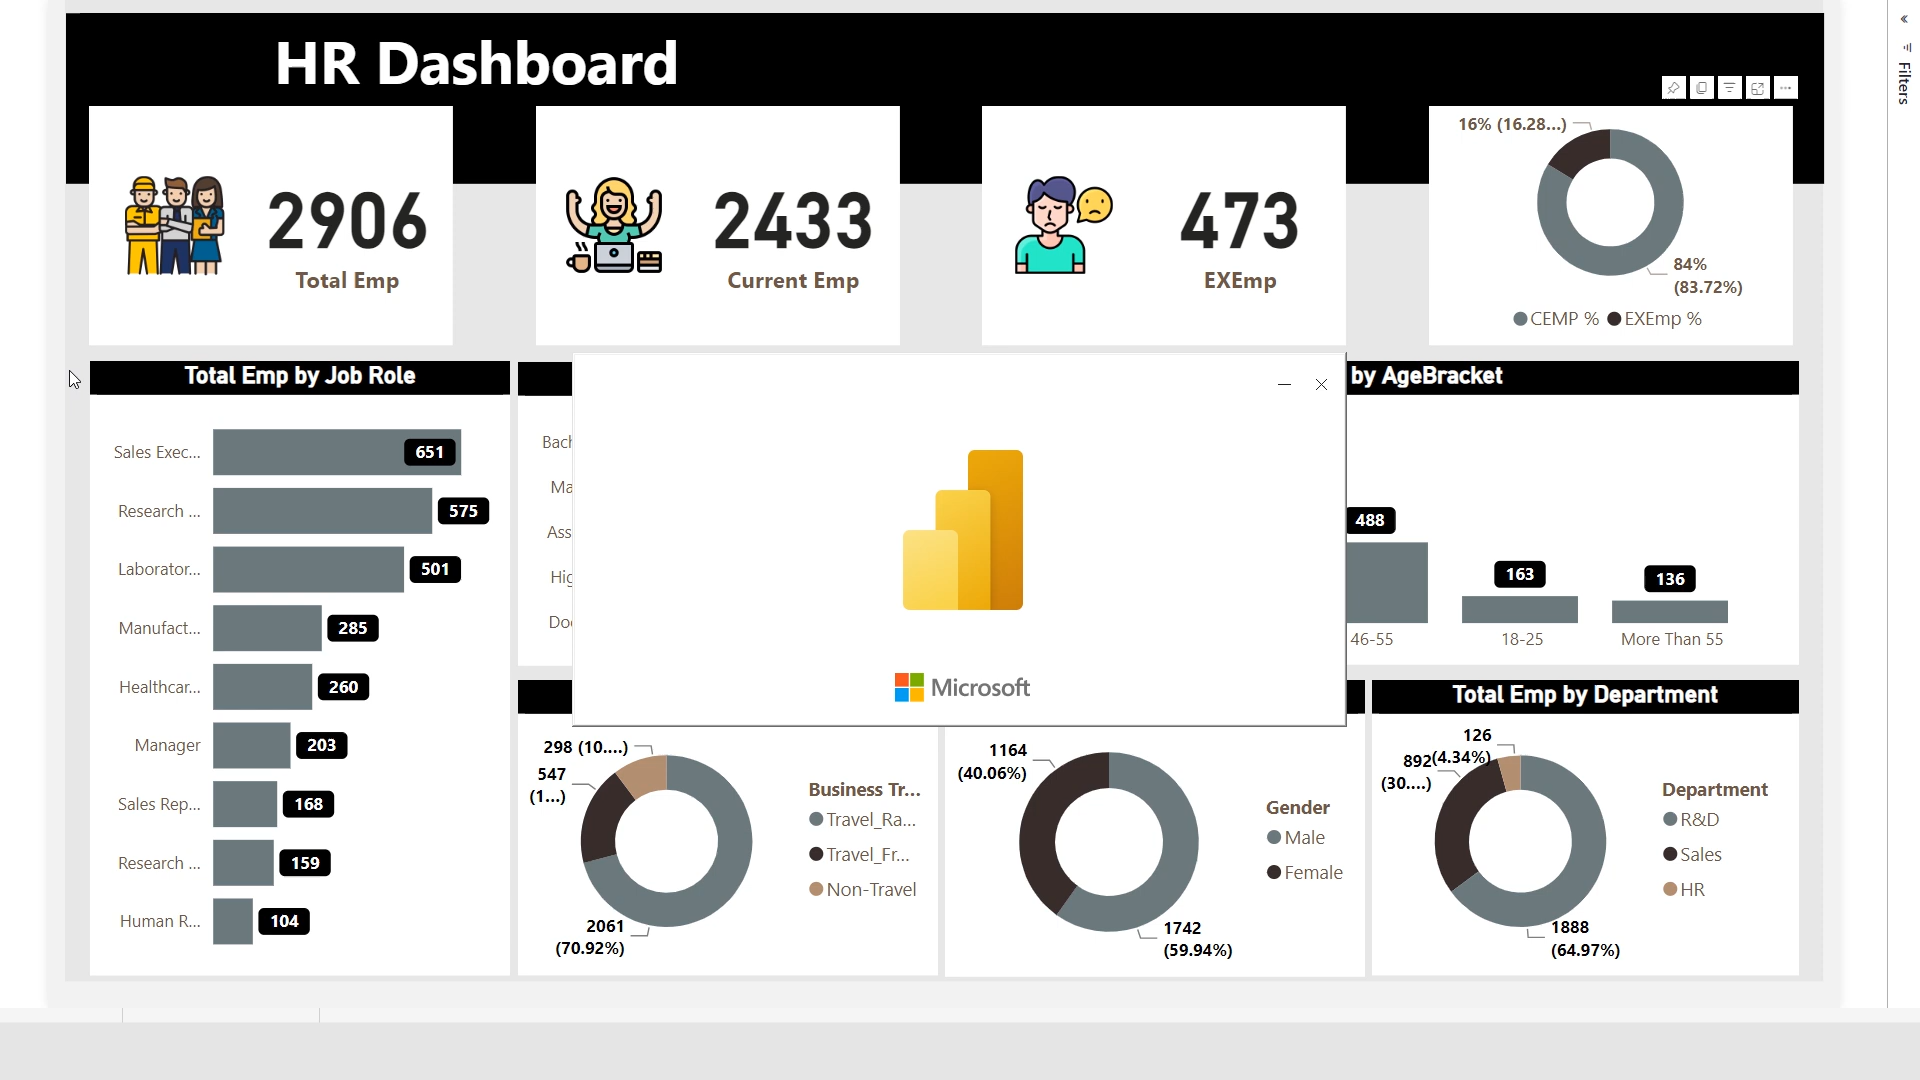 HR Dashboard
Filters
2906
Total Emp
2433
Current Emp
473
EXEmp
16% (16.28...)
84%
(83.72%)
CEMP %
EXEmp %
Total Emp by Job Role
Sales Exec...
651
Research ...
575
Laborator...
501
Manufact...
285
Healthcar...
260
Manager
203
Sales Rep...
168
Research ...
159
Human R...
104
Bach
Ma
Ass
Hig
Doc
Microsoft
by AgeBracket
488
163
136
46-55
18-25
More Than 55
298 (10....)
547
(1...)
2061
(70.92%)
Business Tr...
Travel_Ra...
Travel_Fr...
Non-Travel
1164
(40.06%)
1742
(59.94%)
Gender
Male
Female
Total Emp by Department
126
(4.34%)
892
(30....)
1888
(64.97%)
Department
R&D
Sales
HR